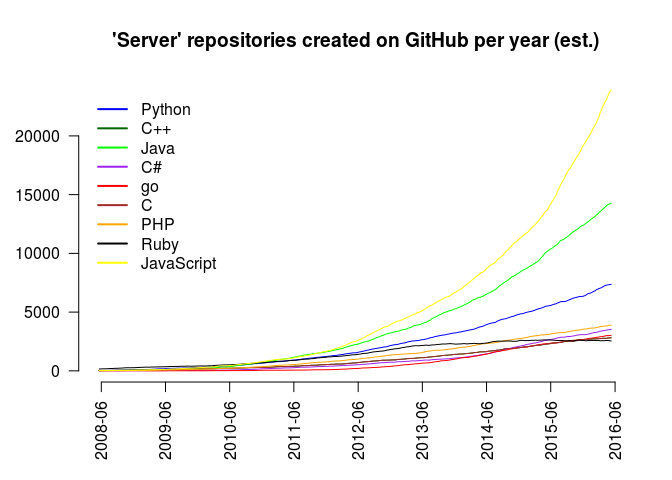 'Server' repositories created on GitHub per year (est.)
Python
C++
Java
C#
go
C
PHP
Ruby
JavaScript
20000
15000
10000
5000
0
2008-06
2009-06
2010-06
2011-06
2012-06
2013-06
2014-06
2015-06
2016-06